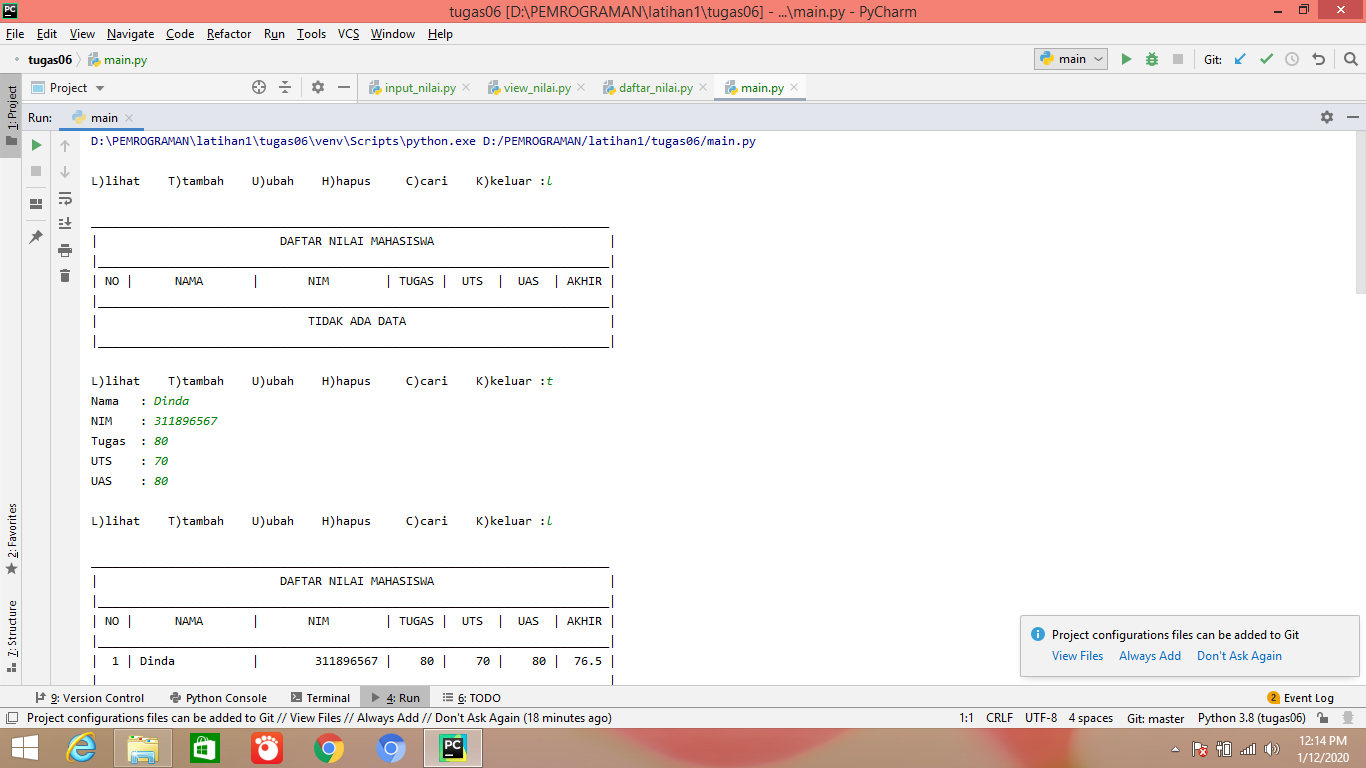 tugas06 [D:\PEMROGRAMAN\latihan1\tugas06] - ...\main.py - PyCharm
File Edit View Navigate Code Refactor Run Tools VCS Window Help
tugas06 main.py main Git:
1: Project Project input_nilai.py view_nilai.py daftar_nilai.py main.py
Run: main
D:\PEMROGRAMAN\latihan1\tugas06\venv\Scripts\python.exe D:/PEMROGRAMAN/latihan1/tugas06/main.py
L)lihat T)tambah U)ubah H)hapus C)cari K)keluar :l
DAFTAR NILAI MAHASISWA
| NO | NAMA | NIM | TUGAS | UTS | UAS | AKHIR |
TIDAK ADA DATA
L)lihat T)tambah U)ubah H)hapus C)cari K)keluar :t
Nama : Dinda
NIM : 311896567
Tugas : 80
UTS : 70
UAS : 80
L)lihat T)tambah U)ubah H)hapus C)cari K)keluar :l
DAFTAR NILAI MAHASISWA
| NO | NAMA | NIM | TUGAS | UTS | UAS | AKHIR |
| 1 | Dinda | 311896567 | 80 | 70 | 80 | 76.5 |
2: Favorites
7: Structure
Project configurations files can be added to Git
View Files Always Add Don't Ask Again
9: Version Control Python Console Terminal 4: Run 6: TODO 2 Event Log
Project configurations files can be added to Git // View Files // Always Add // Don't Ask Again (18 minutes ago) 1:1 CRLF UTF-8 4 spaces Git: master Python 3.8 (tugas06)
PC
12:14 PM
1/12/2020